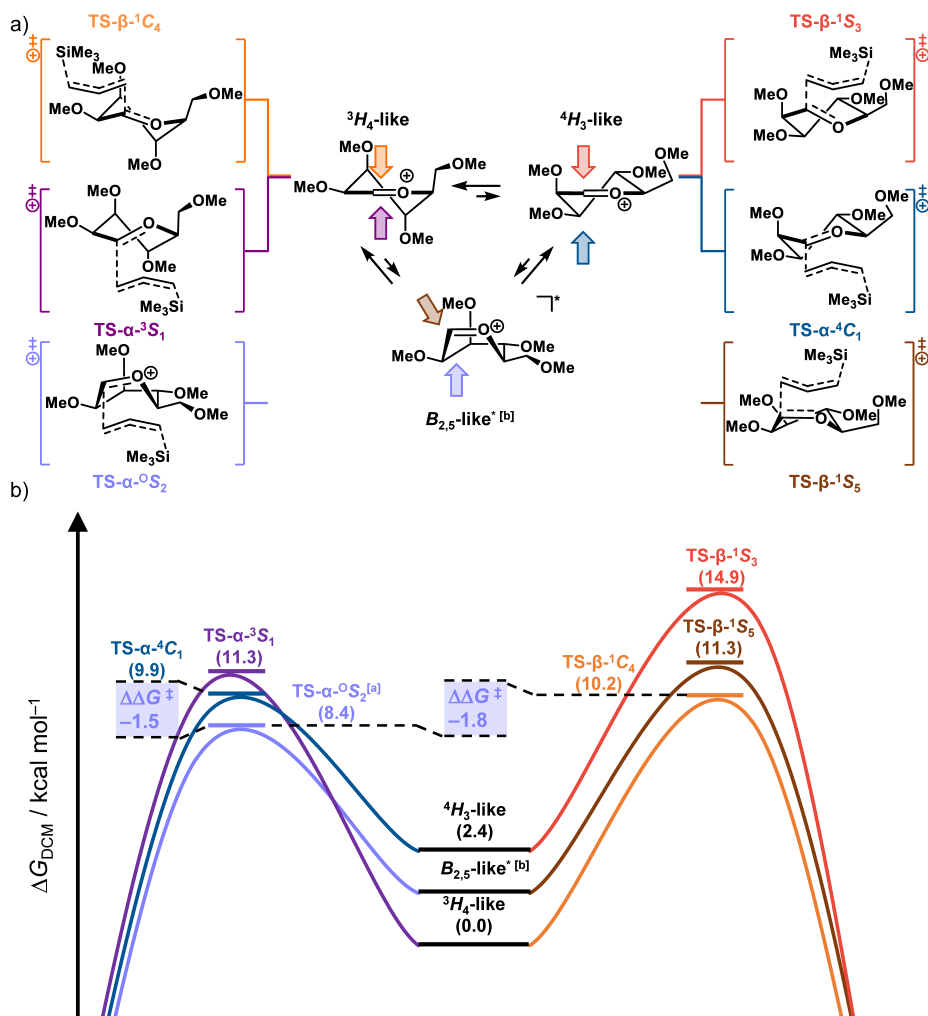 a)
TS-β-¹C₄
‡
⊕
SiMe₃
MeO
MeO
OMe
O
MeO
‡
⊕
OMe
OMe
MeO
O
OMe
Me₃Si
TS-α-³S₁
‡
⊕
MeO
O
⊕
MeO
OMe
MeO
Me₃Si
TS-α-ᴼS₂
³H₄-like
MeO
OMe
MeO
O
⊕
OMe
⁴H₃-like
OMe
MeO
OMe
O
MeO
⊕
*
MeO
O
⊕
MeO
OMe
OMe
B₂,₅-like* [b]
TS-β-¹S₃
‡
⊕
Me₃Si
OMe
MeO
OMe
MeO
O
‡
⊕
OMe
MeO
OMe
O
MeO
Me₃Si
TS-α-⁴C₁
‡
⊕
Me₃Si
MeO
OMe
OMe
MeO
O
TS-β-¹S₅
b)
ΔG_DCM / kcal mol⁻¹
TS-β-¹S₃
(14.9)
TS-α-⁴C₁
(9.9)
TS-α-³S₁
(11.3)
TS-β-¹S₅
(11.3)
TS-β-¹C₄
(10.2)
TS-α-ᴼS₂[a]
(8.4)
ΔΔG ‡
−1.5
ΔΔG ‡
−1.8
⁴H₃-like
(2.4)
B₂,₅-like* [b]
³H₄-like
(0.0)